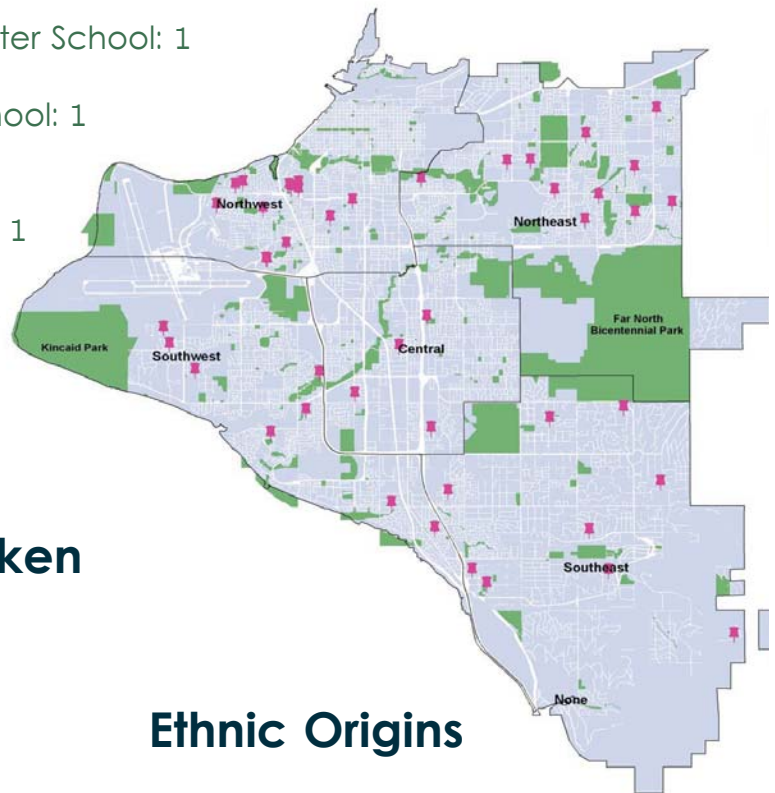 ter School: 1
ool: 1
1
Northwest
Northeast
Far North
Bicentennial Park
Kincaid Park
Southwest
Central
ken
Southeast
None
Ethnic Origins